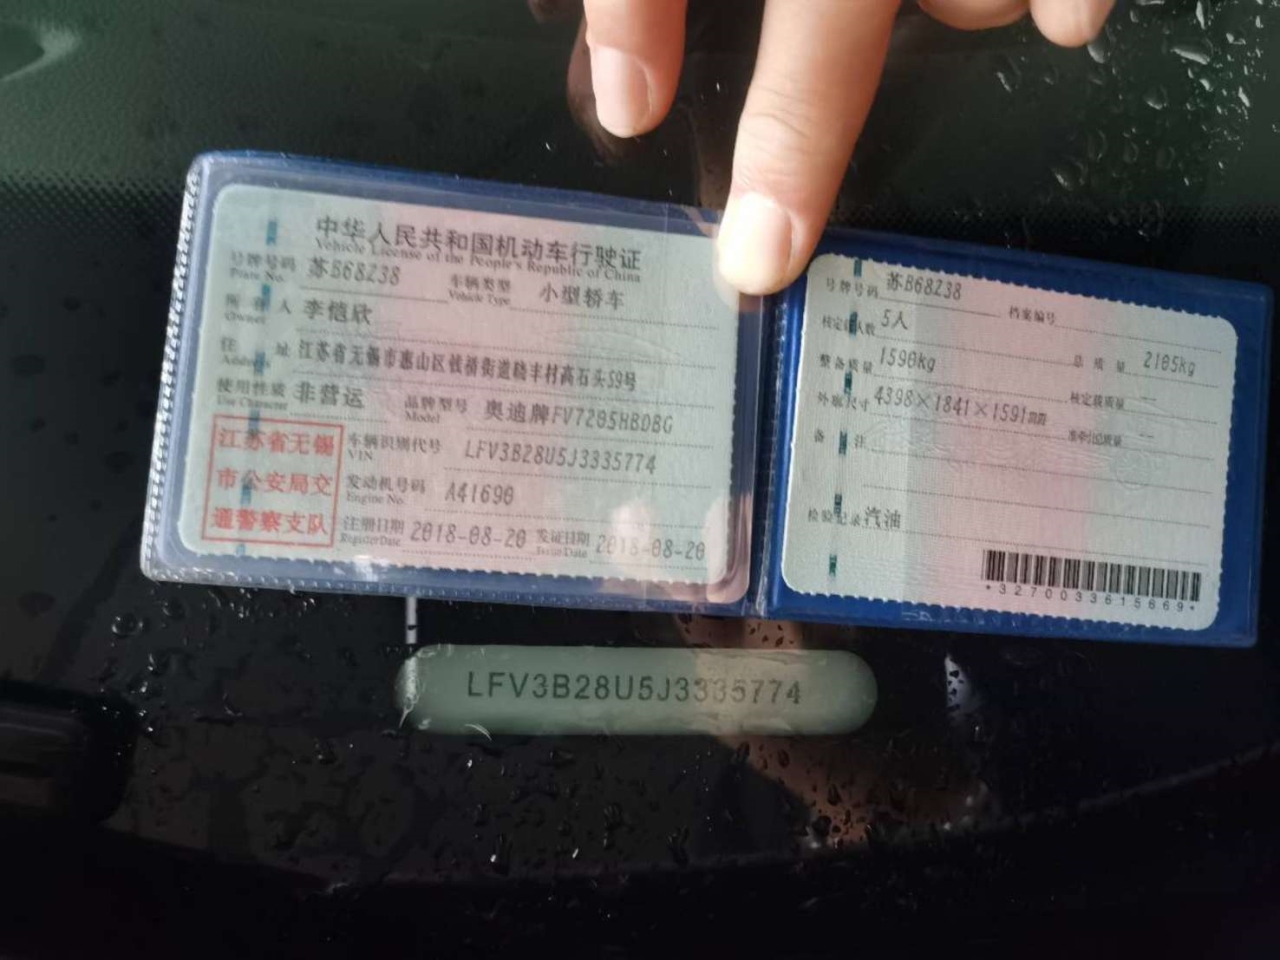 中华人民共和国机动车行驶证
Vehicle License of the People's Republic of China
号牌号码 苏B68Z38 车辆类型 小型轿车
Plate No. Vehicle Type
所有人 李恺欣
Owner
住址 江苏省无锡市惠山区钱桥街道晓丰村高石头59号
Address
使用性质 非营运 品牌型号 奥迪牌FV7205HBDBG
Use Character Model
江苏省无锡
市公安局交
通警察支队
车辆识别代号 LFV3B28U5J3335774
VIN
发动机号码 A41690
Engine No.
注册日期 2018-08-20 发证日期 2018-08-20
Register Date Issue Date
号牌号码 苏B68Z38 档案编号
核定载人数 5人 总质量 2105kg
整备质量 1590kg 核定载质量 --
外廓尺寸 4398×1841×1591mm 准牵引总质量 --
备注
检验记录 汽油
*3270033615669*
LFV3B28U5J3335774